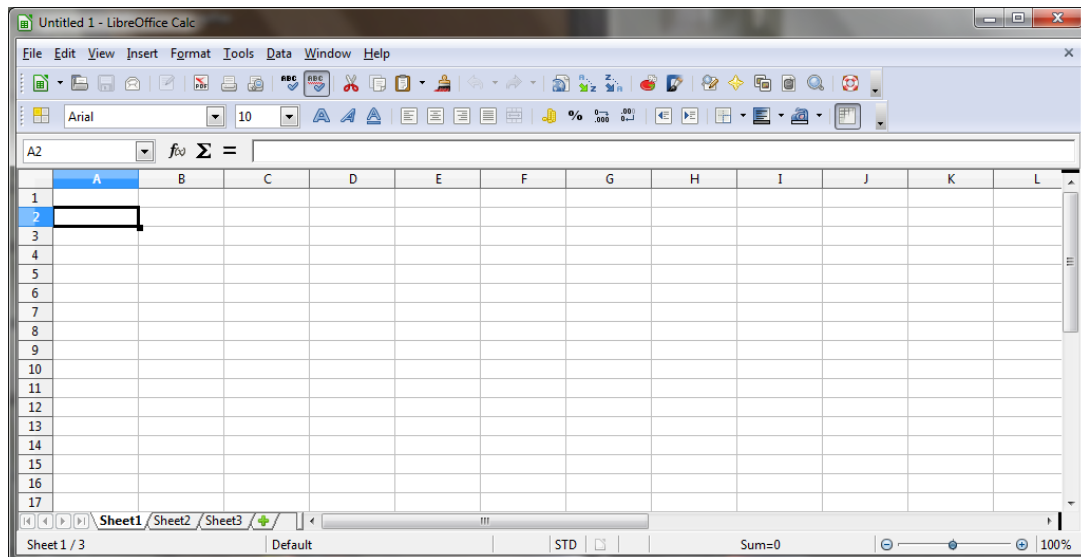 Untitled 1 - LibreOffice Calc
File Edit View Insert Format Tools Data Window Help
Arial 10
A2
A B C D E F G H I J K L
1
2
3
4
5
6
7
8
9
10
11
12
13
14
15
16
17
Sheet1 Sheet2 Sheet3
Sheet 1 / 3 Default STD Sum=0 100%